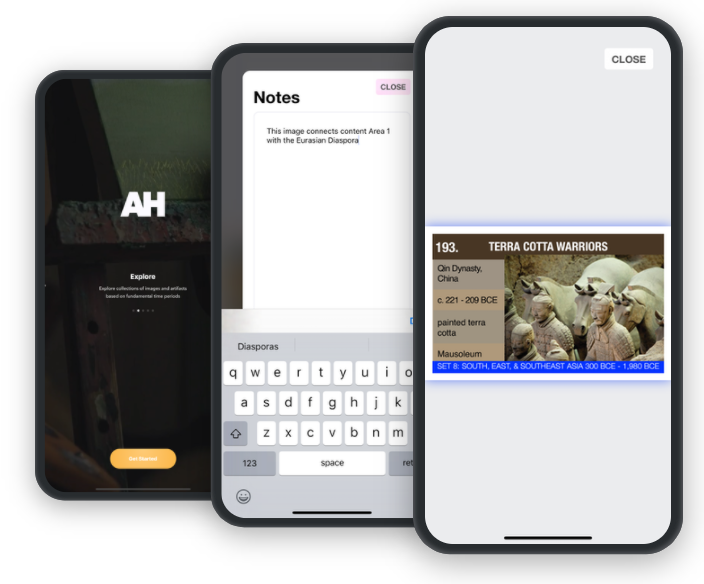 AH
Explore
Explore collections of images and artifacts
based on fundamental time periods
Get Started
CLOSE
Notes
This image connects content Area 1
with the Eurasian Diaspora
Diasporas
q w e r t y u i o
a s d f g h j k
z x c v b n m
123 space ret
CLOSE
193. TERRA COTTA WARRIORS
Qin Dynasty,
China
c. 221 - 209 BCE
painted terra
cotta
Mausoleum
SET 8: SOUTH, EAST, & SOUTHEAST ASIA 300 BCE - 1,980 BCE